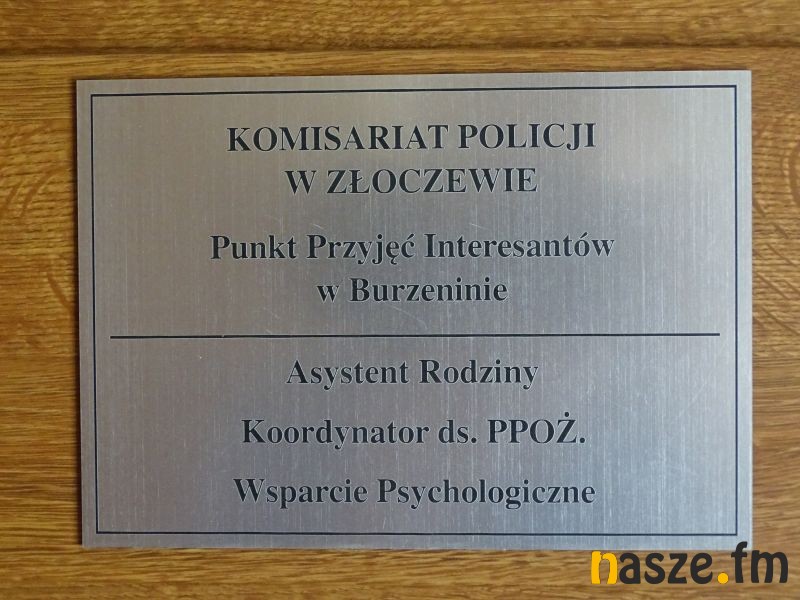 KOMISARIAT POLICJI
W ZŁOCZEWIE
Punkt Przyjęć Interesantów
w Burzeninie
Asystent Rodziny
Koordynator ds. PPOŻ.
Wsparcie Psychologiczne
nasze.fm